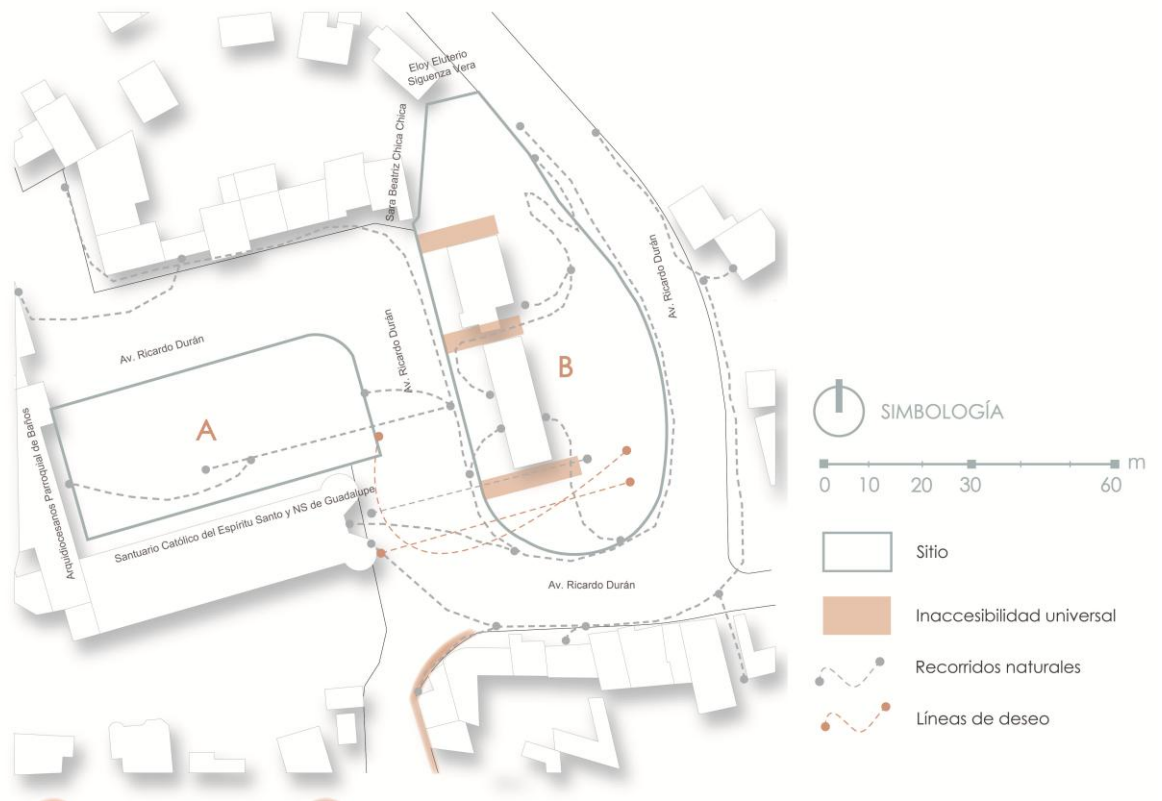 Eloy Eluterio
Siguenza Vera
Sara Beatriz Chica Chica
Av. Ricardo Durán
Av. Ricardo Durán
Av. Ricardo Durán
B
A
Arquidiocesanos Parroquial de Baños
Santuario Católico del Espíritu Santo y NS de Guadalupe
Av. Ricardo Durán
SIMBOLOGÍA
m
0 10 20 30 60
Sitio
Inaccesibilidad universal
Recorridos naturales
Líneas de deseo